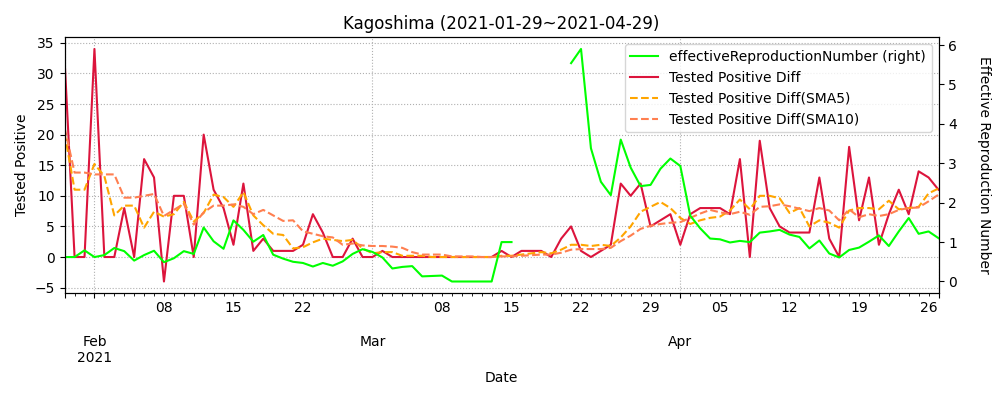 Kagoshima (2021-01-29~2021-04-29)
effectiveReproductionNumber (right)
Tested Positive Diff
Tested Positive Diff(SMA5)
Tested Positive Diff(SMA10)
Tested Positive
35
30
25
20
15
10
5
0
−5
6
5
4
3
2
1
0
Effective Reproduction Number
08 15 22 08 15 22 29 05 12 19 26
Feb Mar Apr
2021
Date